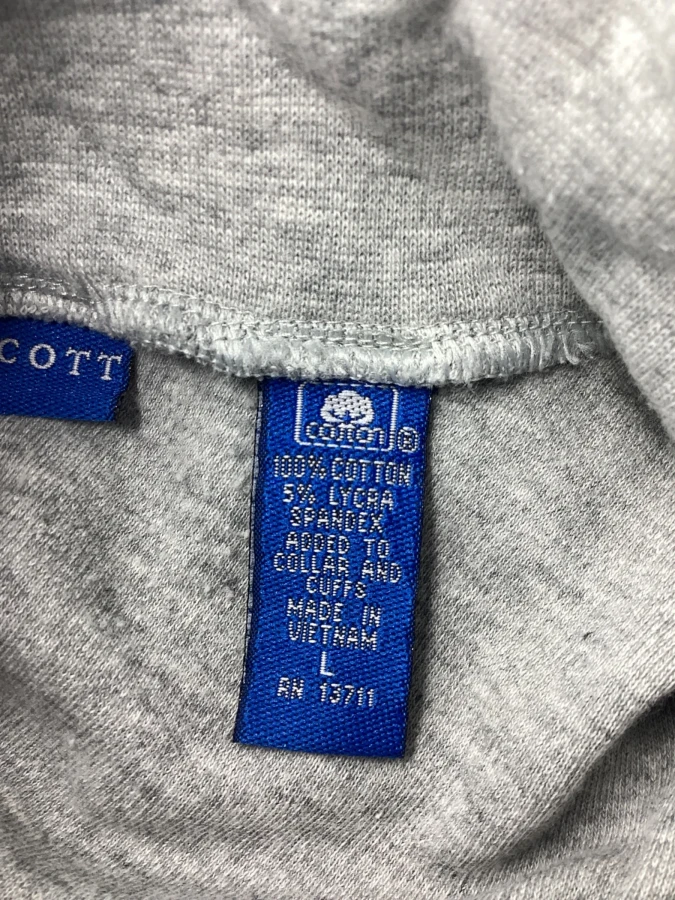 COTT
COTTON®
100% COTTON
5% LYCRA
SPANDEX
ADDED TO
COLLAR AND
CUFFS
MADE IN
VIETNAM
L
RN 13711